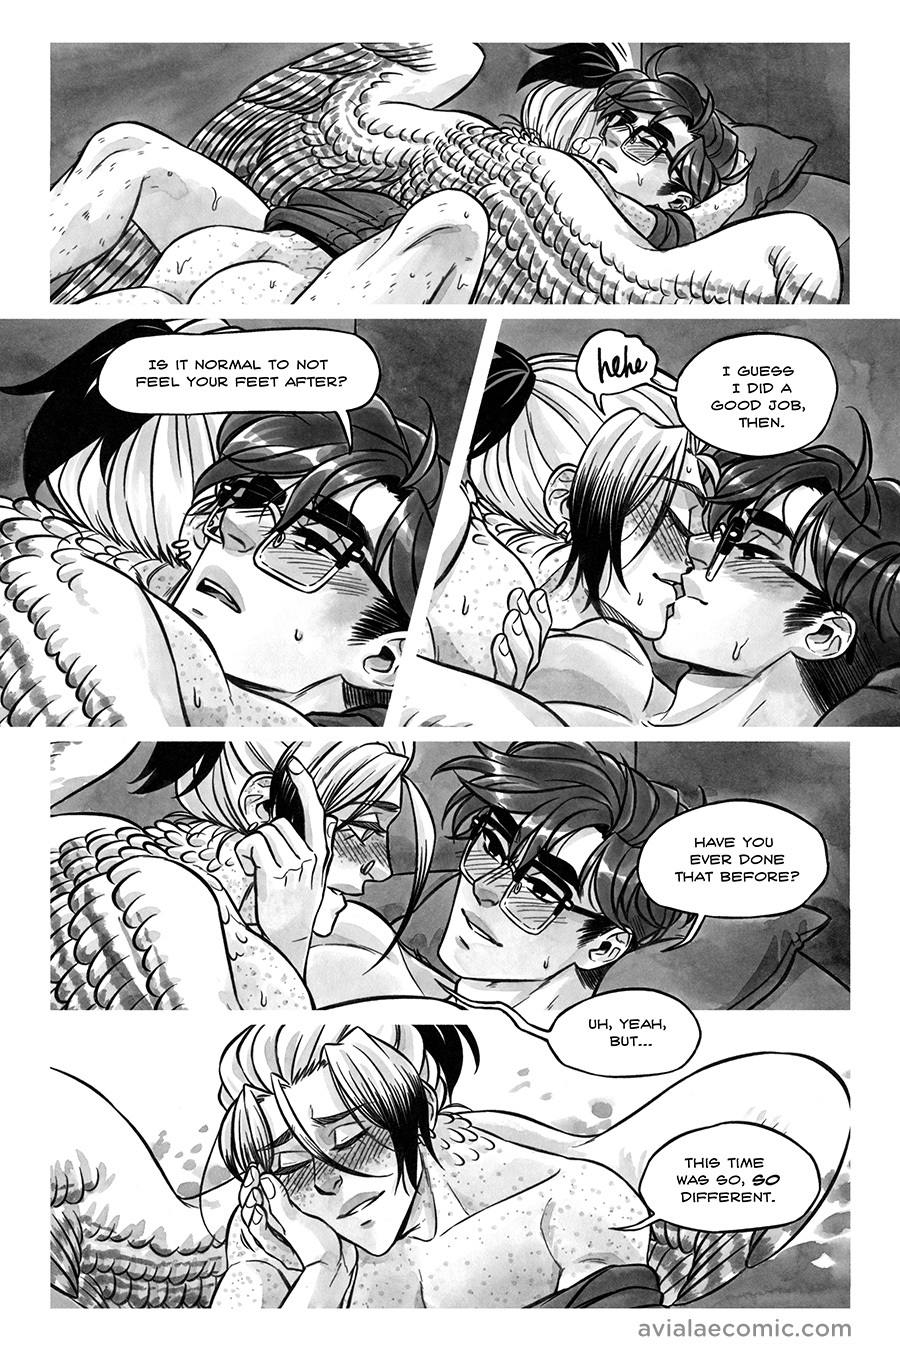 IS IT NORMAL TO NOT
FEEL YOUR FEET AFTER?
hehe
I GUESS
I DID A
GOOD JOB,
THEN.
HAVE YOU
EVER DONE
THAT BEFORE?
UH, YEAH,
BUT...
THIS TIME
WAS SO, SO
DIFFERENT.
avialaecomic.com